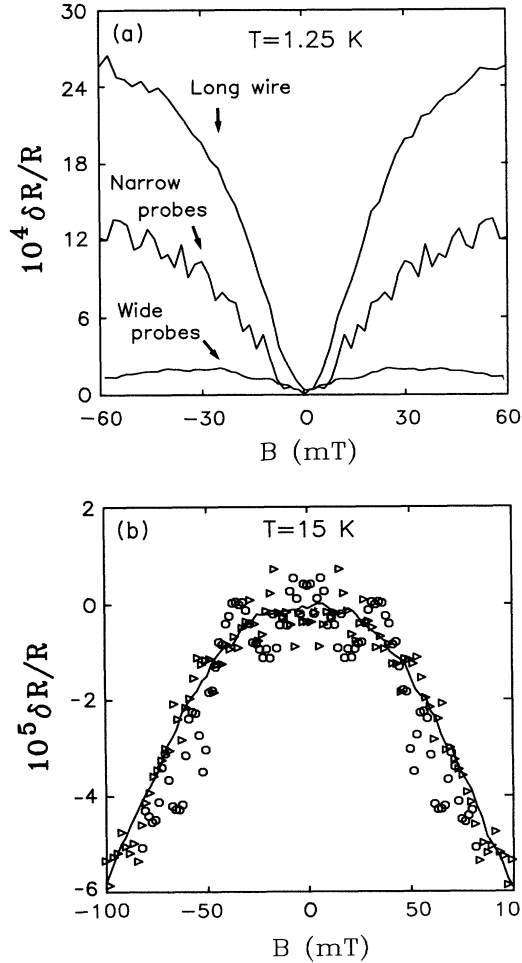 (a)
T=1.25 K
30
24
18
12
6
0
10⁴ δR/R
Long wire
Narrow
probes
Wide
probes
-60
-30
0
30
60
B (mT)
(b)
T=15 K
2
0
-2
-4
-6
10⁵ δR/R
-100
-50
0
50
10
B (mT)